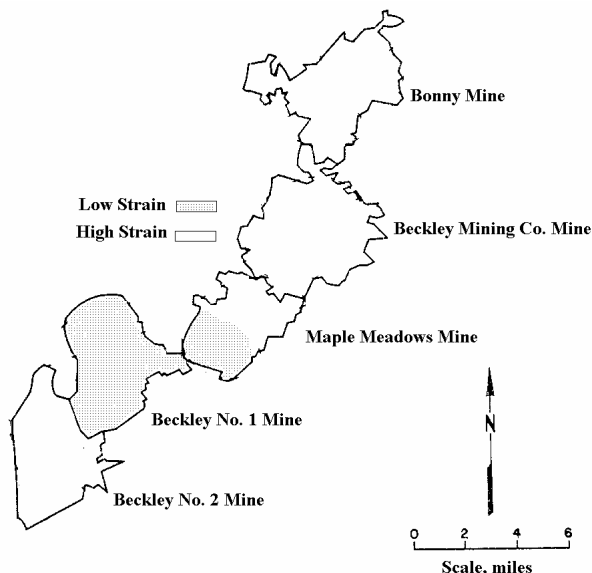 Bonny Mine
Low Strain
High Strain
Beckley Mining Co. Mine
Maple Meadows Mine
Beckley No. 1 Mine
Beckley No. 2 Mine
N
0 2 4 6
Scale, miles